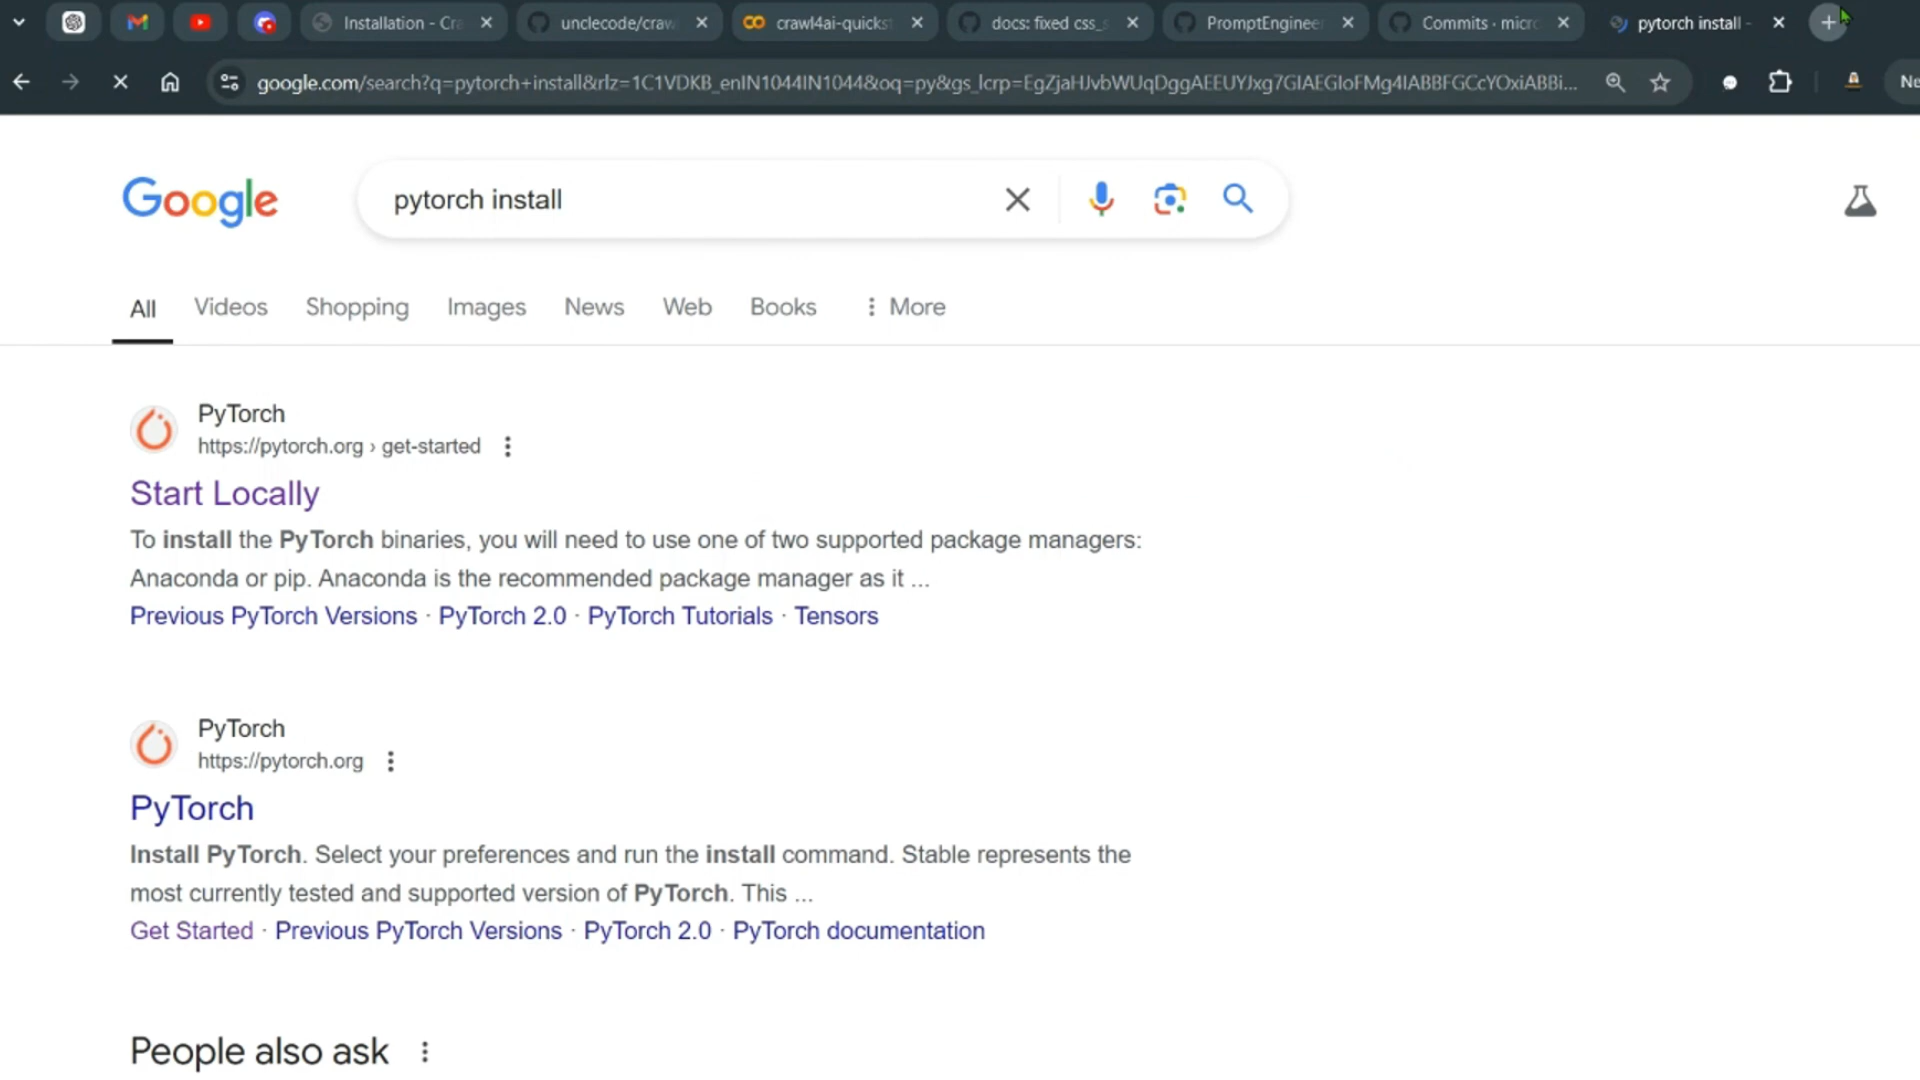 Installation - Cra
unclecode/craw
crawl4ai-quickst
docs: fixed css_s
PromptEngineer
Commits · micro
pytorch install -
google.com/search?q=pytorch+install&rlz=1C1VDKB_enIN1044IN1044&oq=py&gs_lcrp=EgZjaHJvbWUqDggAEEUYJxg7GIAEGIoFMg4IABBFGCcYOxiABBi...
Ne
Google
pytorch install
All
Videos
Shopping
Images
News
Web
Books
More
PyTorch
https://pytorch.org › get-started
Start Locally
To install the PyTorch binaries, you will need to use one of two supported package managers:
Anaconda or pip. Anaconda is the recommended package manager as it ...
Previous PyTorch Versions · PyTorch 2.0 · PyTorch Tutorials · Tensors
PyTorch
https://pytorch.org
PyTorch
Install PyTorch. Select your preferences and run the install command. Stable represents the
most currently tested and supported version of PyTorch. This ...
Get Started · Previous PyTorch Versions · PyTorch 2.0 · PyTorch documentation
People also ask